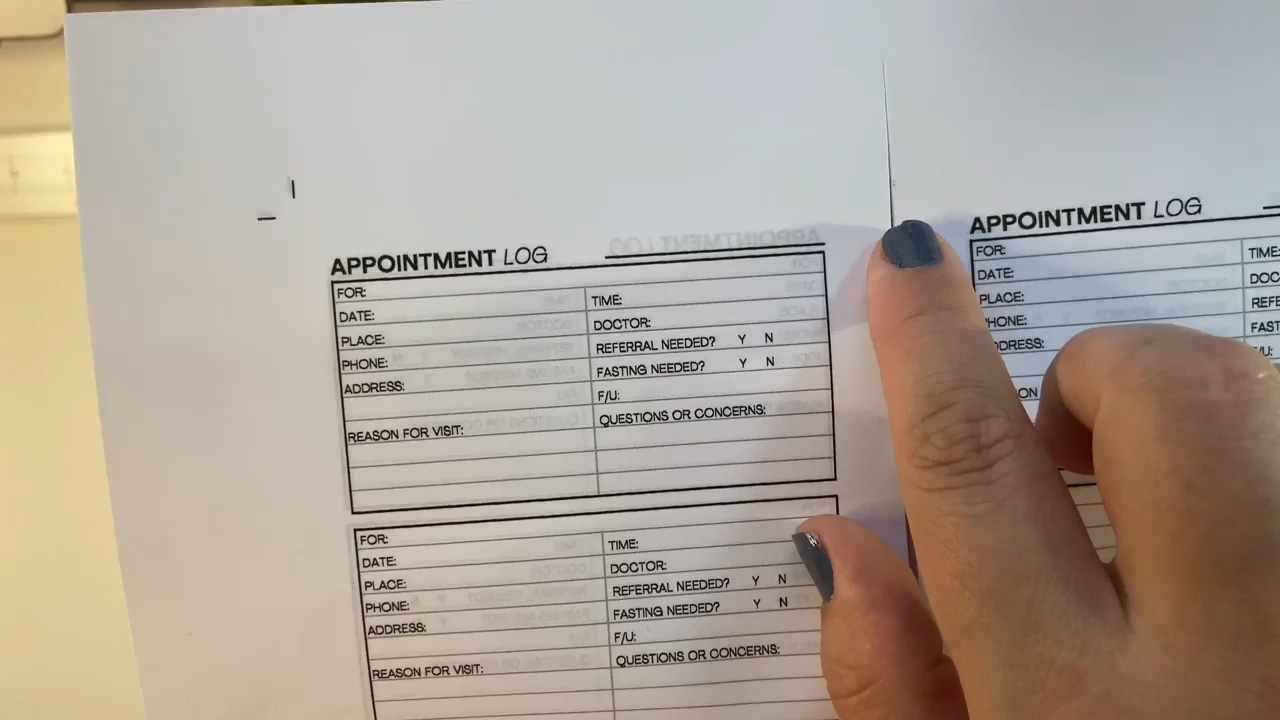 APPOINTMENT LOG
FOR:
DATE:
PLACE:
PHONE:
ADDRESS:
REASON FOR VISIT:
TIME:
DOCTOR:
REFERRAL NEEDED? Y N
FASTING NEEDED? Y N
F/U:
QUESTIONS OR CONCERNS:
FOR:
DATE:
PLACE:
PHONE:
ADDRESS:
REASON FOR VISIT:
TIME:
DOCTOR:
REFERRAL NEEDED? Y N
FASTING NEEDED? Y N
F/U:
QUESTIONS OR CONCERNS:
APPOINTMENT LOG
FOR:
DATE:
PLACE:
PHONE:
ADDRESS:
TIME: